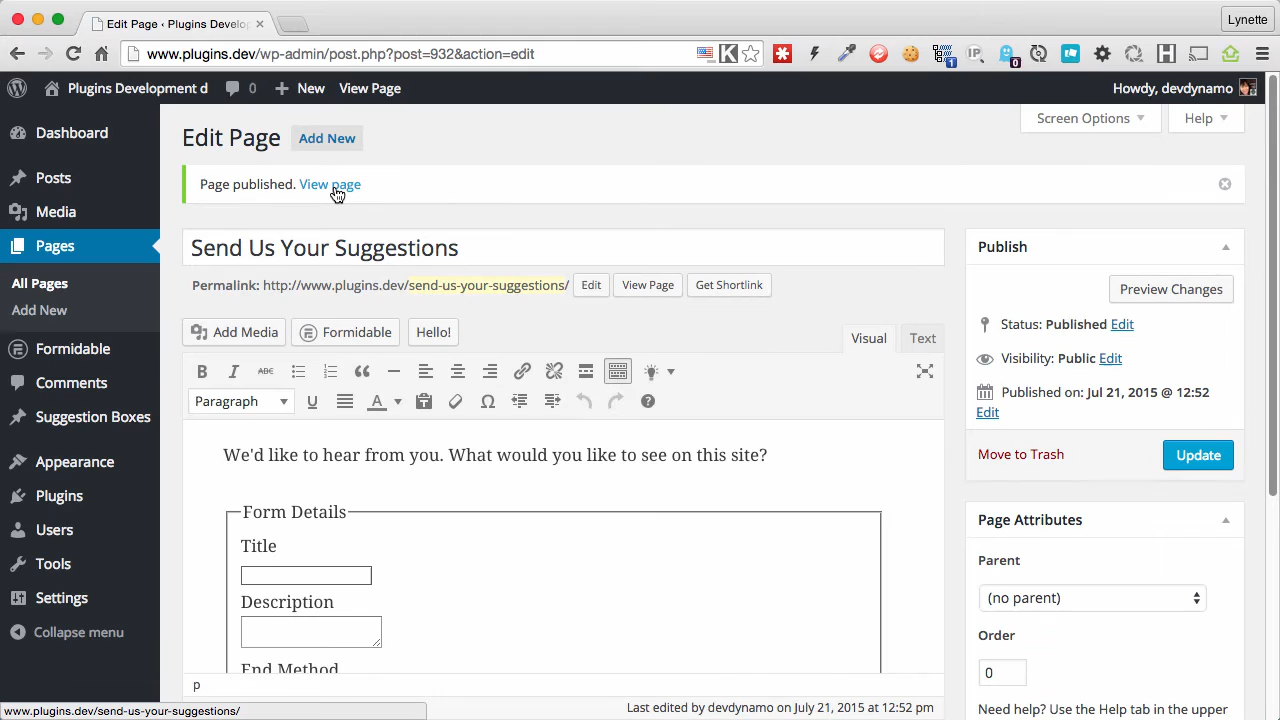 Edit Page ‹ Plugins Develo
Lynette
www.plugins.dev/wp-admin/post.php?post=932&action=edit
K
IP
1
0
H
Plugins Development d
0
New
View Page
Howdy, devdynamo
Dashboard
Posts
Media
Pages
All Pages
Add New
Formidable
Comments
Suggestion Boxes
Appearance
Plugins
Users
Tools
Settings
Collapse menu
Screen Options
Help
Edit Page
Add New
Page published. View page
Send Us Your Suggestions
Permalink: http://www.plugins.dev/send-us-your-suggestions/
Edit
View Page
Get Shortlink
Add Media
Formidable
Hello!
Visual
Text
B
I
ABC
Paragraph
U
A
Ω
We'd like to hear from you. What would you like to see on this site?
Form Details
Title
Description
End Method
p
Last edited by devdynamo on July 21, 2015 at 12:52 pm
Publish
Preview Changes
Status: Published Edit
Visibility: Public Edit
Published on: Jul 21, 2015 @ 12:52
Edit
Move to Trash
Update
Page Attributes
Parent
(no parent)
Order
0
Need help? Use the Help tab in the upper
www.plugins.dev/send-us-your-suggestions/